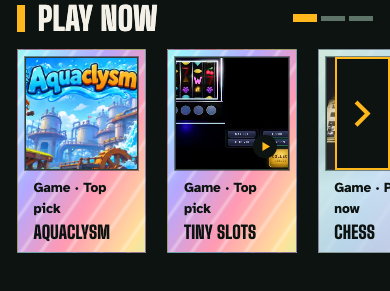 PLAY NOW
Aquaclysm
Game · Top
pick
AQUACLYSM
Game · Top
pick
TINY SLOTS
Game · P
now
CHESS